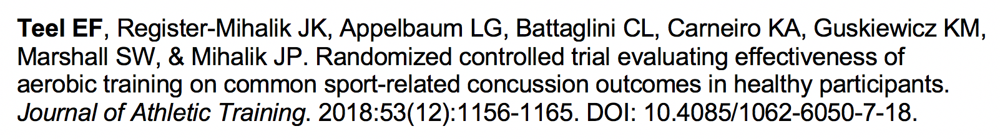 Teel EF, Register-Mihalik JK, Appelbaum LG, Battaglini CL, Carneiro KA, Guskiewicz KM,
Marshall SW, & Mihalik JP. Randomized controlled trial evaluating effectiveness of
aerobic training on common sport-related concussion outcomes in healthy participants.
Journal of Athletic Training. 2018:53(12):1156-1165. DOI: 10.4085/1062-6050-7-18.